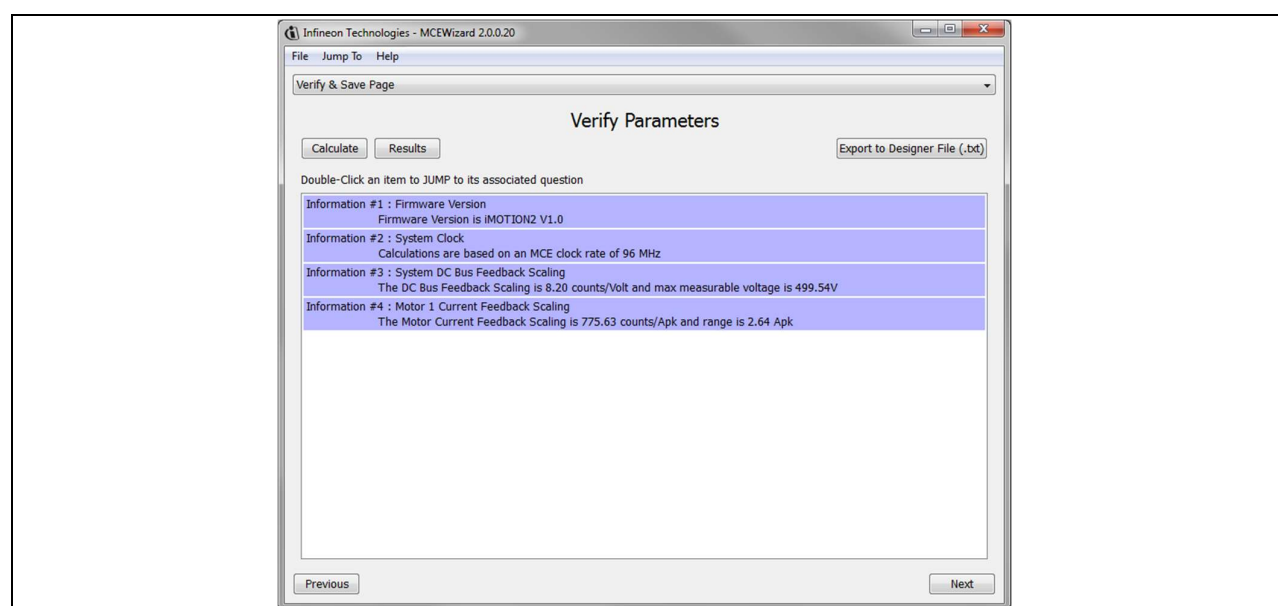 Infineon Technologies - MCEWizard 2.0.0.20
File Jump To Help
Verify & Save Page
Verify Parameters
Calculate Results Export to Designer File (.txt)
Double-Click an item to JUMP to its associated question
Information #1 : Firmware Version
Firmware Version is iMOTION2 V1.0
Information #2 : System Clock
Calculations are based on an MCE clock rate of 96 MHz
Information #3 : System DC Bus Feedback Scaling
The DC Bus Feedback Scaling is 8.20 counts/Volt and max measurable voltage is 499.54V
Information #4 : Motor 1 Current Feedback Scaling
The Motor Current Feedback Scaling is 775.63 counts/Apk and range is 2.64 Apk
Previous Next